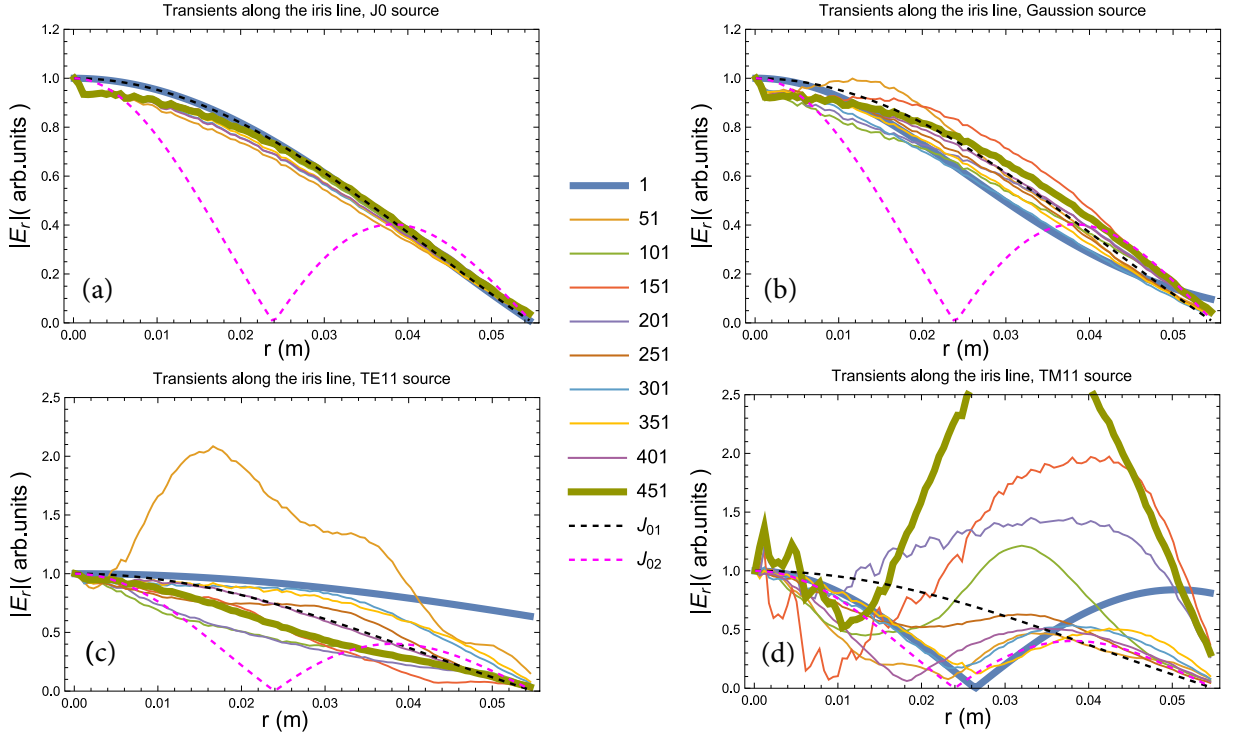 Transients along the iris line, J0 source
|E_r|( arb.units )
1.2
1.0
0.8
0.6
0.4
0.2
0.0
(a)
0.00 0.01 0.02 0.03 0.04 0.05
r (m)
Transients along the iris line, Gaussion source
|E_r|( arb.units )
1.2
1.0
0.8
0.6
0.4
0.2
0.0
(b)
0.00 0.01 0.02 0.03 0.04 0.05
r (m)
1
51
101
151
201
251
301
351
401
451
J_01
J_02
Transients along the iris line, TE11 source
|E_r|( arb.units )
2.5
2.0
1.5
1.0
0.5
0.0
(c)
0.00 0.01 0.02 0.03 0.04 0.05
r (m)
Transients along the iris line, TM11 source
|E_r|( arb.units )
2.5
2.0
1.5
1.0
0.5
0.0
(d)
0.00 0.01 0.02 0.03 0.04 0.05
r (m)